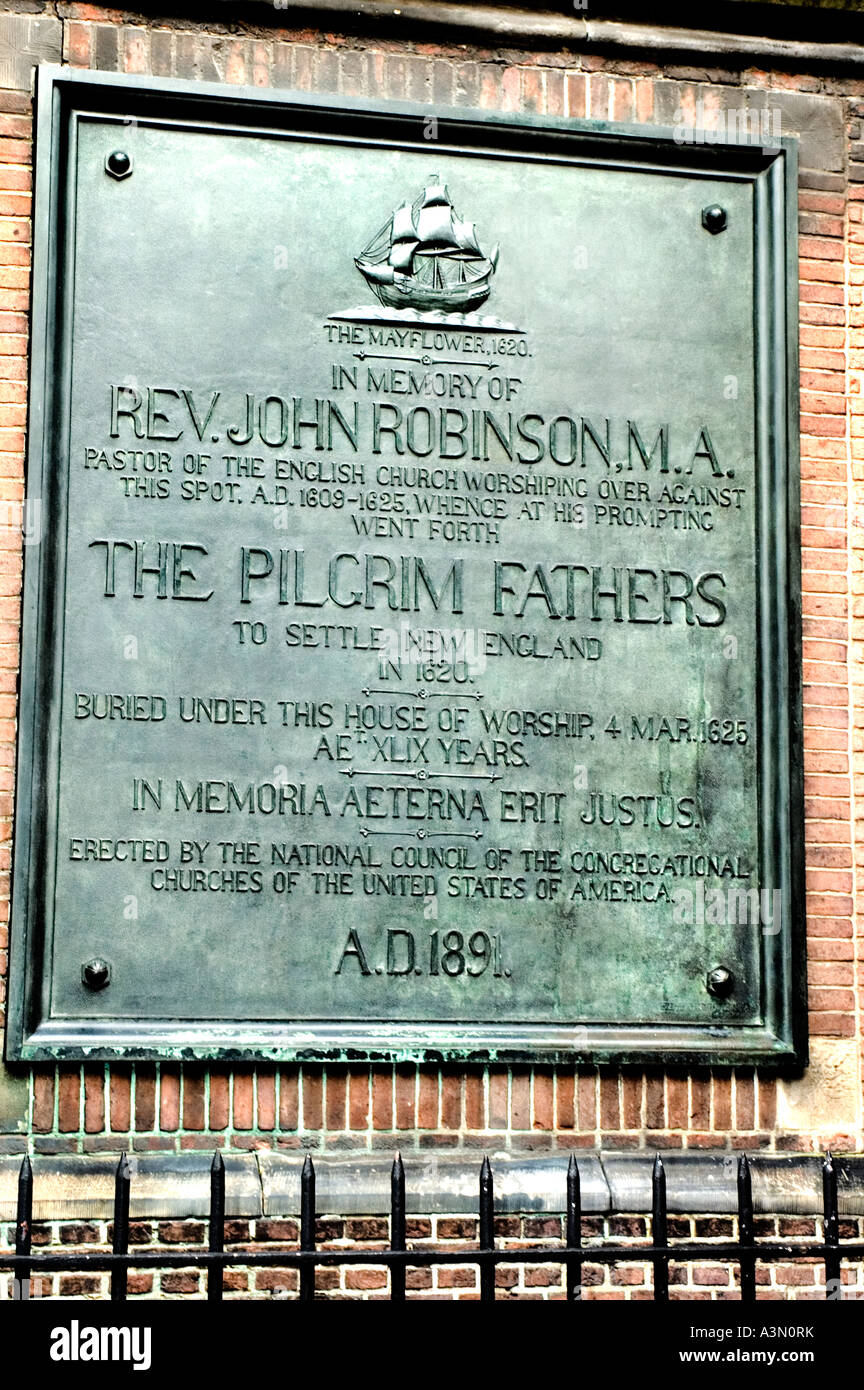 THE MAYFLOWER, 1620.
IN MEMORY OF
REV. JOHN ROBINSON, M.A.
PASTOR OF THE ENGLISH CHURCH WORSHIPING OVER AGAINST
THIS SPOT, A.D. 1609-1625, WHENCE AT HIS PROMPTING
WENT FORTH
THE PILGRIM FATHERS
TO SETTLE NEW ENGLAND
IN 1620.
BURIED UNDER THIS HOUSE OF WORSHIP, 4 MAR. 1625
AET. XLIX YEARS.
IN MEMORIA AETERNA ERIT JUSTUS.
ERECTED BY THE NATIONAL COUNCIL OF THE CONGREGATIONAL
CHURCHES OF THE UNITED STATES OF AMERICA.
A.D. 1891.
alamy
Image ID: A3N0RK
www.alamy.com